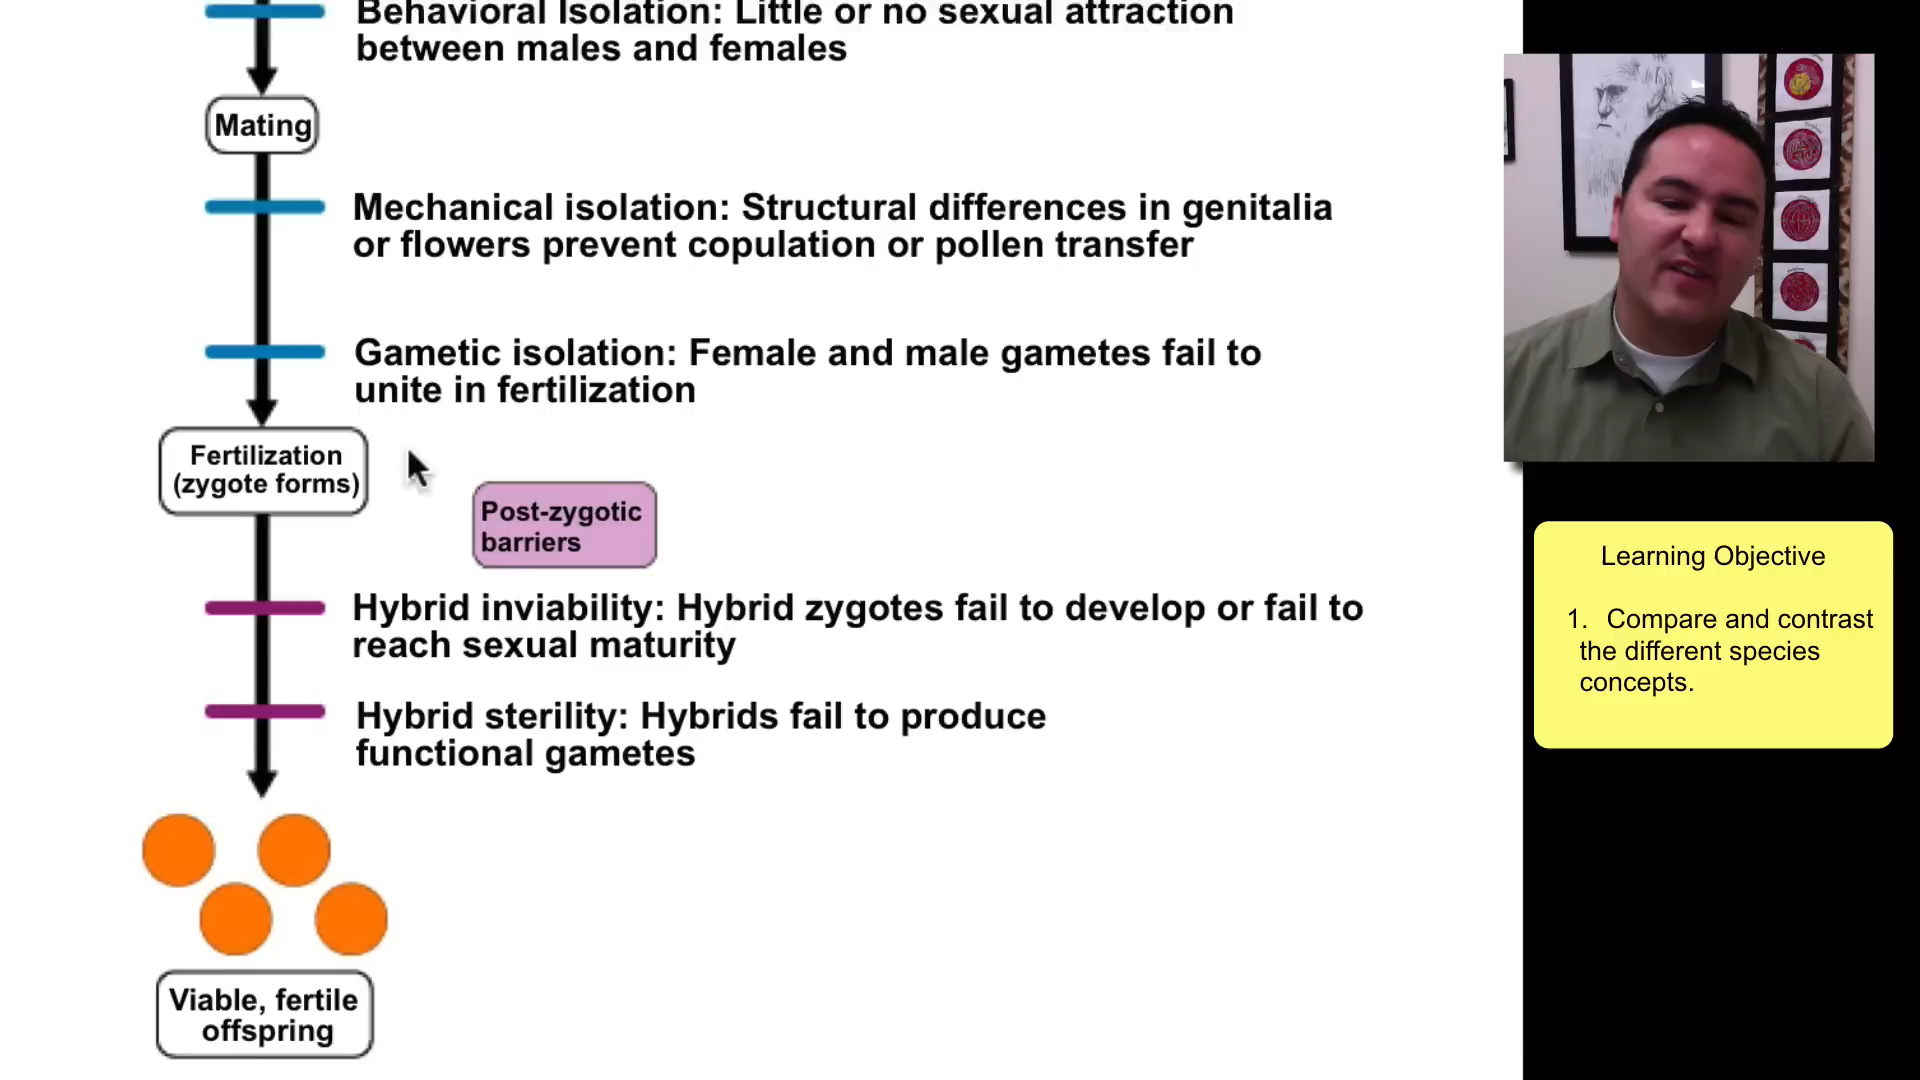 Behavioral Isolation: Little or no sexual attraction
between males and females
Mating
Mechanical isolation: Structural differences in genitalia
or flowers prevent copulation or pollen transfer
Gametic isolation: Female and male gametes fail to
unite in fertilization
Fertilization
(zygote forms)
Post-zygotic
barriers
Hybrid inviability: Hybrid zygotes fail to develop or fail to
reach sexual maturity
Hybrid sterility: Hybrids fail to produce
functional gametes
Viable, fertile
offspring
Learning Objective
1. Compare and contrast
the different species
concepts.